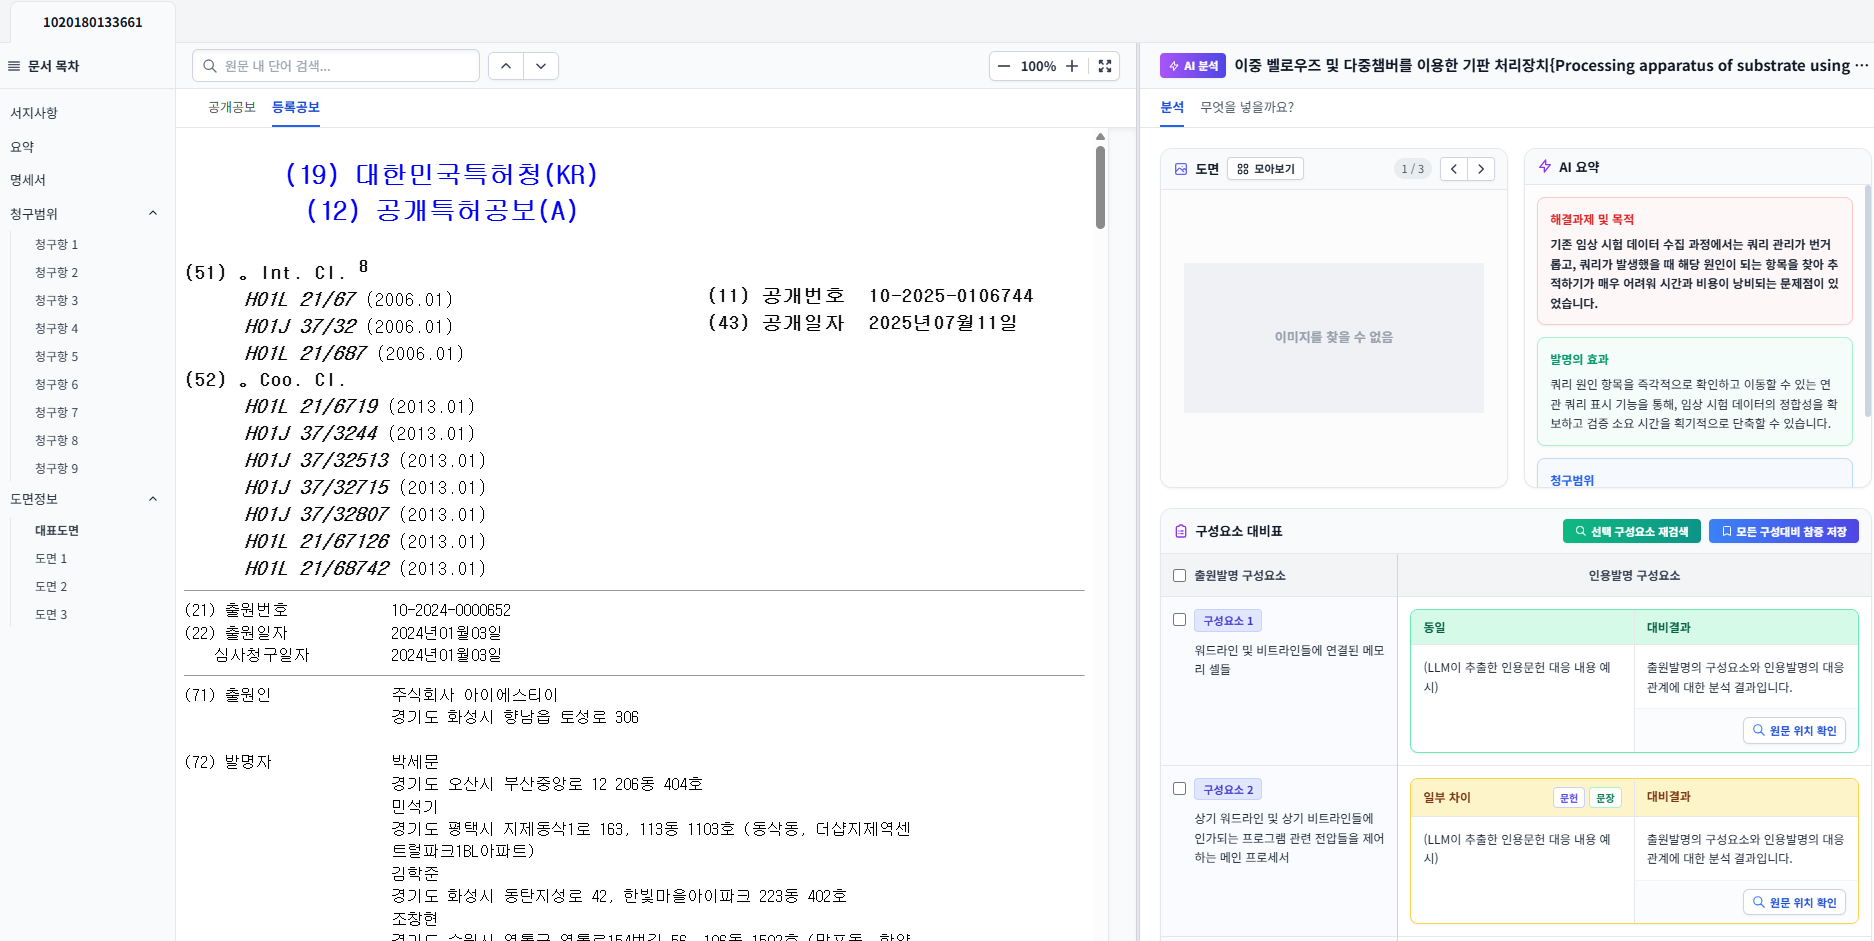 1020180133661
문서 목차
서지사항
요약
명세서
청구범위
청구항 1
청구항 2
청구항 3
청구항 4
청구항 5
청구항 6
청구항 7
청구항 8
청구항 9
도면정보
대표도면
도면 1
도면 2
도면 3
원문 내 단어 검색...
100%
공개공보 등록공보
(19) 대한민국특허청(KR)
(12) 공개특허공보(A)
(51) 。Int. Cl. 8
H01L 21/67 (2006.01)
H01J 37/32 (2006.01)
H01L 21/687 (2006.01)
(52) 。Coo. Cl.
H01L 21/6719 (2013.01)
H01J 37/3244 (2013.01)
H01J 37/32513 (2013.01)
H01J 37/32715 (2013.01)
H01J 37/32807 (2013.01)
H01L 21/67126 (2013.01)
H01L 21/68742 (2013.01)
(11) 공개번호 10-2025-0106744
(43) 공개일자 2025년07월11일
(21) 출원번호 10-2024-0000652
(22) 출원일자 2024년01월03일
심사청구일자 2024년01월03일
(71) 출원인 주식회사 아이에스티이
경기도 화성시 향남읍 토성로 306
(72) 발명자 박세문
경기도 오산시 부산중앙로 12 206동 404호
민석기
경기도 평택시 지제동삭1로 163, 113동 1103호 (동삭동, 더샵지제역센
트럴파크1BL아파트)
김학준
경기도 화성시 동탄지성로 42, 한빛마을아이파크 223동 402호
조창현
경기도 수원시 영통구 영통로154번길 56, 106동 1502호 (망포동, 한양
AI 분석 이중 벨로우즈 및 다중챔버를 이용한 기판 처리장치{Processing apparatus of substrate using ···
분석 무엇을 넣을까요?
도면 모아보기 1 / 3
이미지를 찾을 수 없음
AI 요약
해결과제 및 목적
기존 임상 시험 데이터 수집 과정에서는 쿼리 관리가 번거
롭고, 쿼리가 발생했을 때 해당 원인이 되는 항목을 찾아 추
적하기가 매우 어려워 시간과 비용이 낭비되는 문제점이 있
었습니다.
발명의 효과
쿼리 원인 항목을 즉각적으로 확인하고 이동할 수 있는 연
관 쿼리 표시 기능을 통해, 임상 시험 데이터의 정합성을 확
보하고 검증 소요 시간을 획기적으로 단축할 수 있습니다.
청구범위
구성요소 대비표 선택 구성요소 재검색 모든 구성대비 참증 저장
출원발명 구성요소 인용발명 구성요소
구성요소 1
워드라인 및 비트라인들에 연결된 메모
리 셀들
동일 대비결과
(LLM이 추출한 인용문헌 대응 내용 예
시)
출원발명의 구성요소와 인용발명의 대응
관계에 대한 분석 결과입니다.
원문 위치 확인
구성요소 2
상기 워드라인 및 상기 비트라인들에
인가되는 프로그램 관련 전압들을 제어
하는 메인 프로세서
일부 차이 문헌 문장 대비결과
(LLM이 추출한 인용문헌 대응 내용 예
시)
출원발명의 구성요소와 인용발명의 대응
관계에 대한 분석 결과입니다.
원문 위치 확인